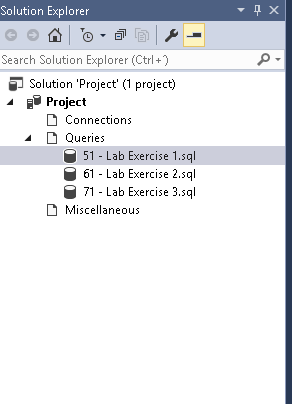 Solution Explorer
Search Solution Explorer (Ctrl+´)
Solution 'Project' (1 project)
Project
Connections
Queries
51 - Lab Exercise 1.sql
61 - Lab Exercise 2.sql
71 - Lab Exercise 3.sql
Miscellaneous